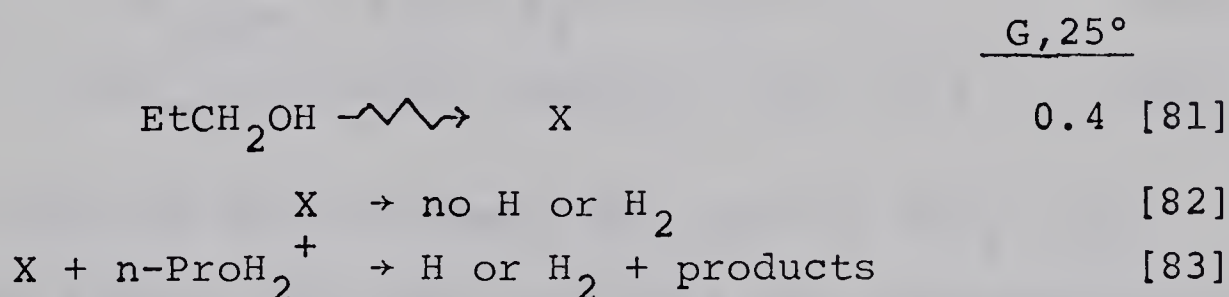 G,25°
EtCH₂OH ⟿ X 0.4 [81]
X → no H or H₂ [82]
X + n-ProH₂⁺ → H or H₂ + products [83]